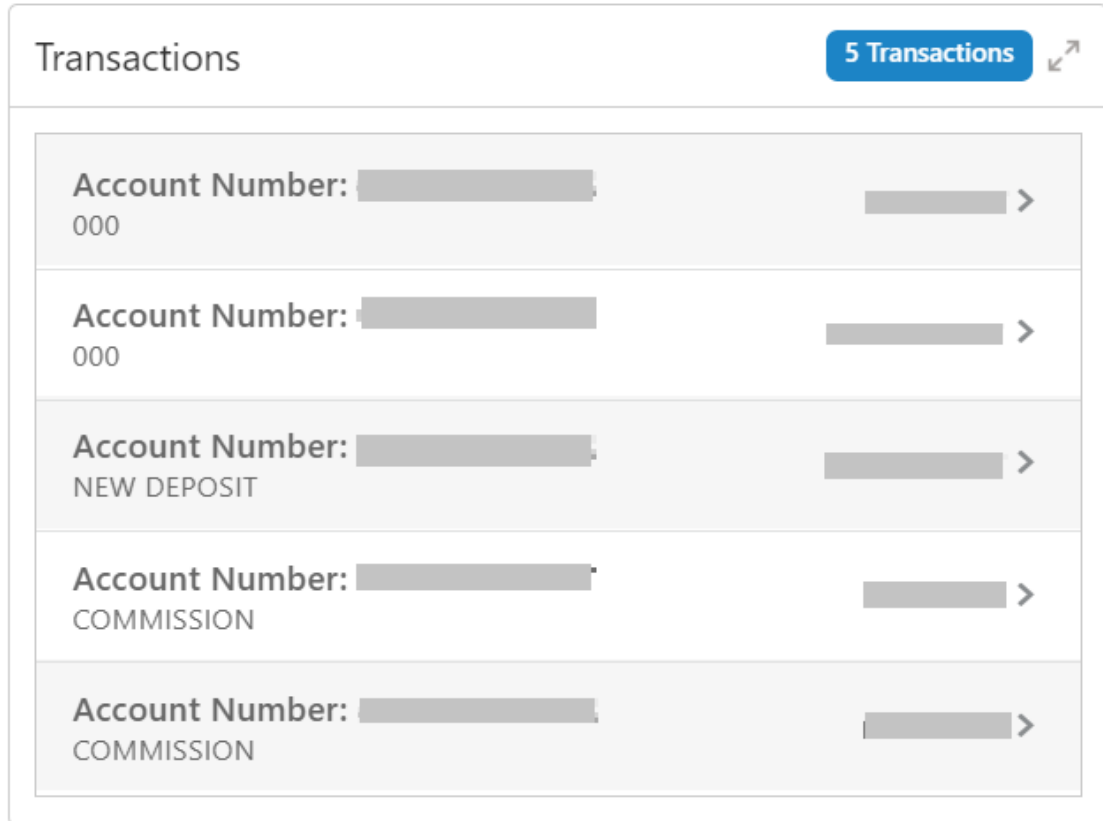 Transactions
5 Transactions
Account Number:
000
Account Number:
000
Account Number:
NEW DEPOSIT
Account Number:
COMMISSION
Account Number:
COMMISSION